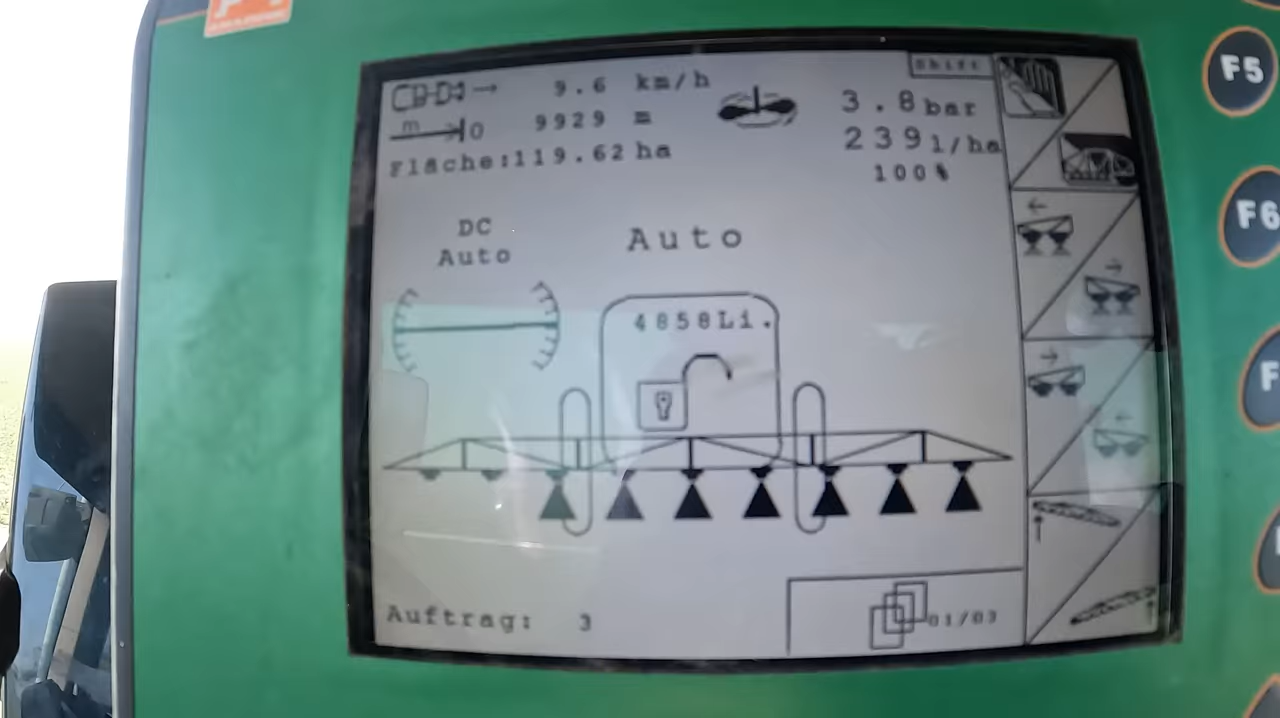 Shift
9.6 km/h
3.8 bar
m 0 9929 m
239 l/ha
Fläche:119.62 ha
100%
DC
Auto
Auto
4858Li.
Auftrag: 3
01/03
F5
F6
F